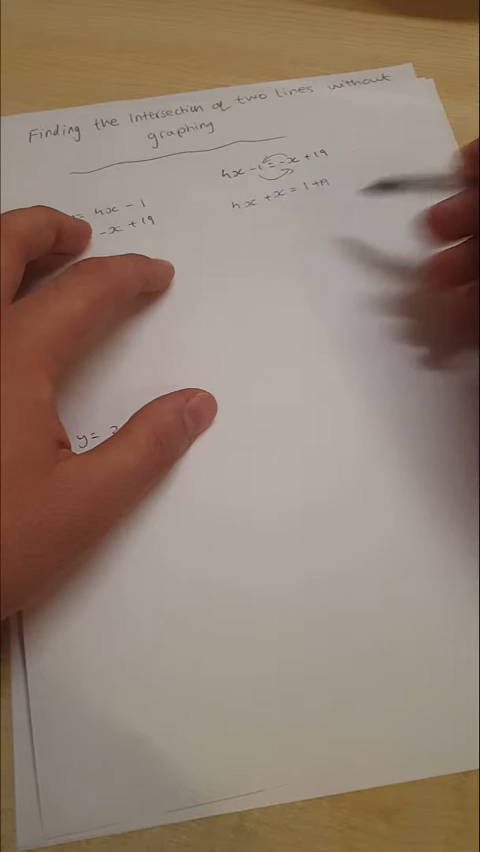 Finding the Intersection of two lines without
graphing
4x - 1 = -x + 19
4x + x = 1 + 19
= 4x - 1
-x + 19
y =